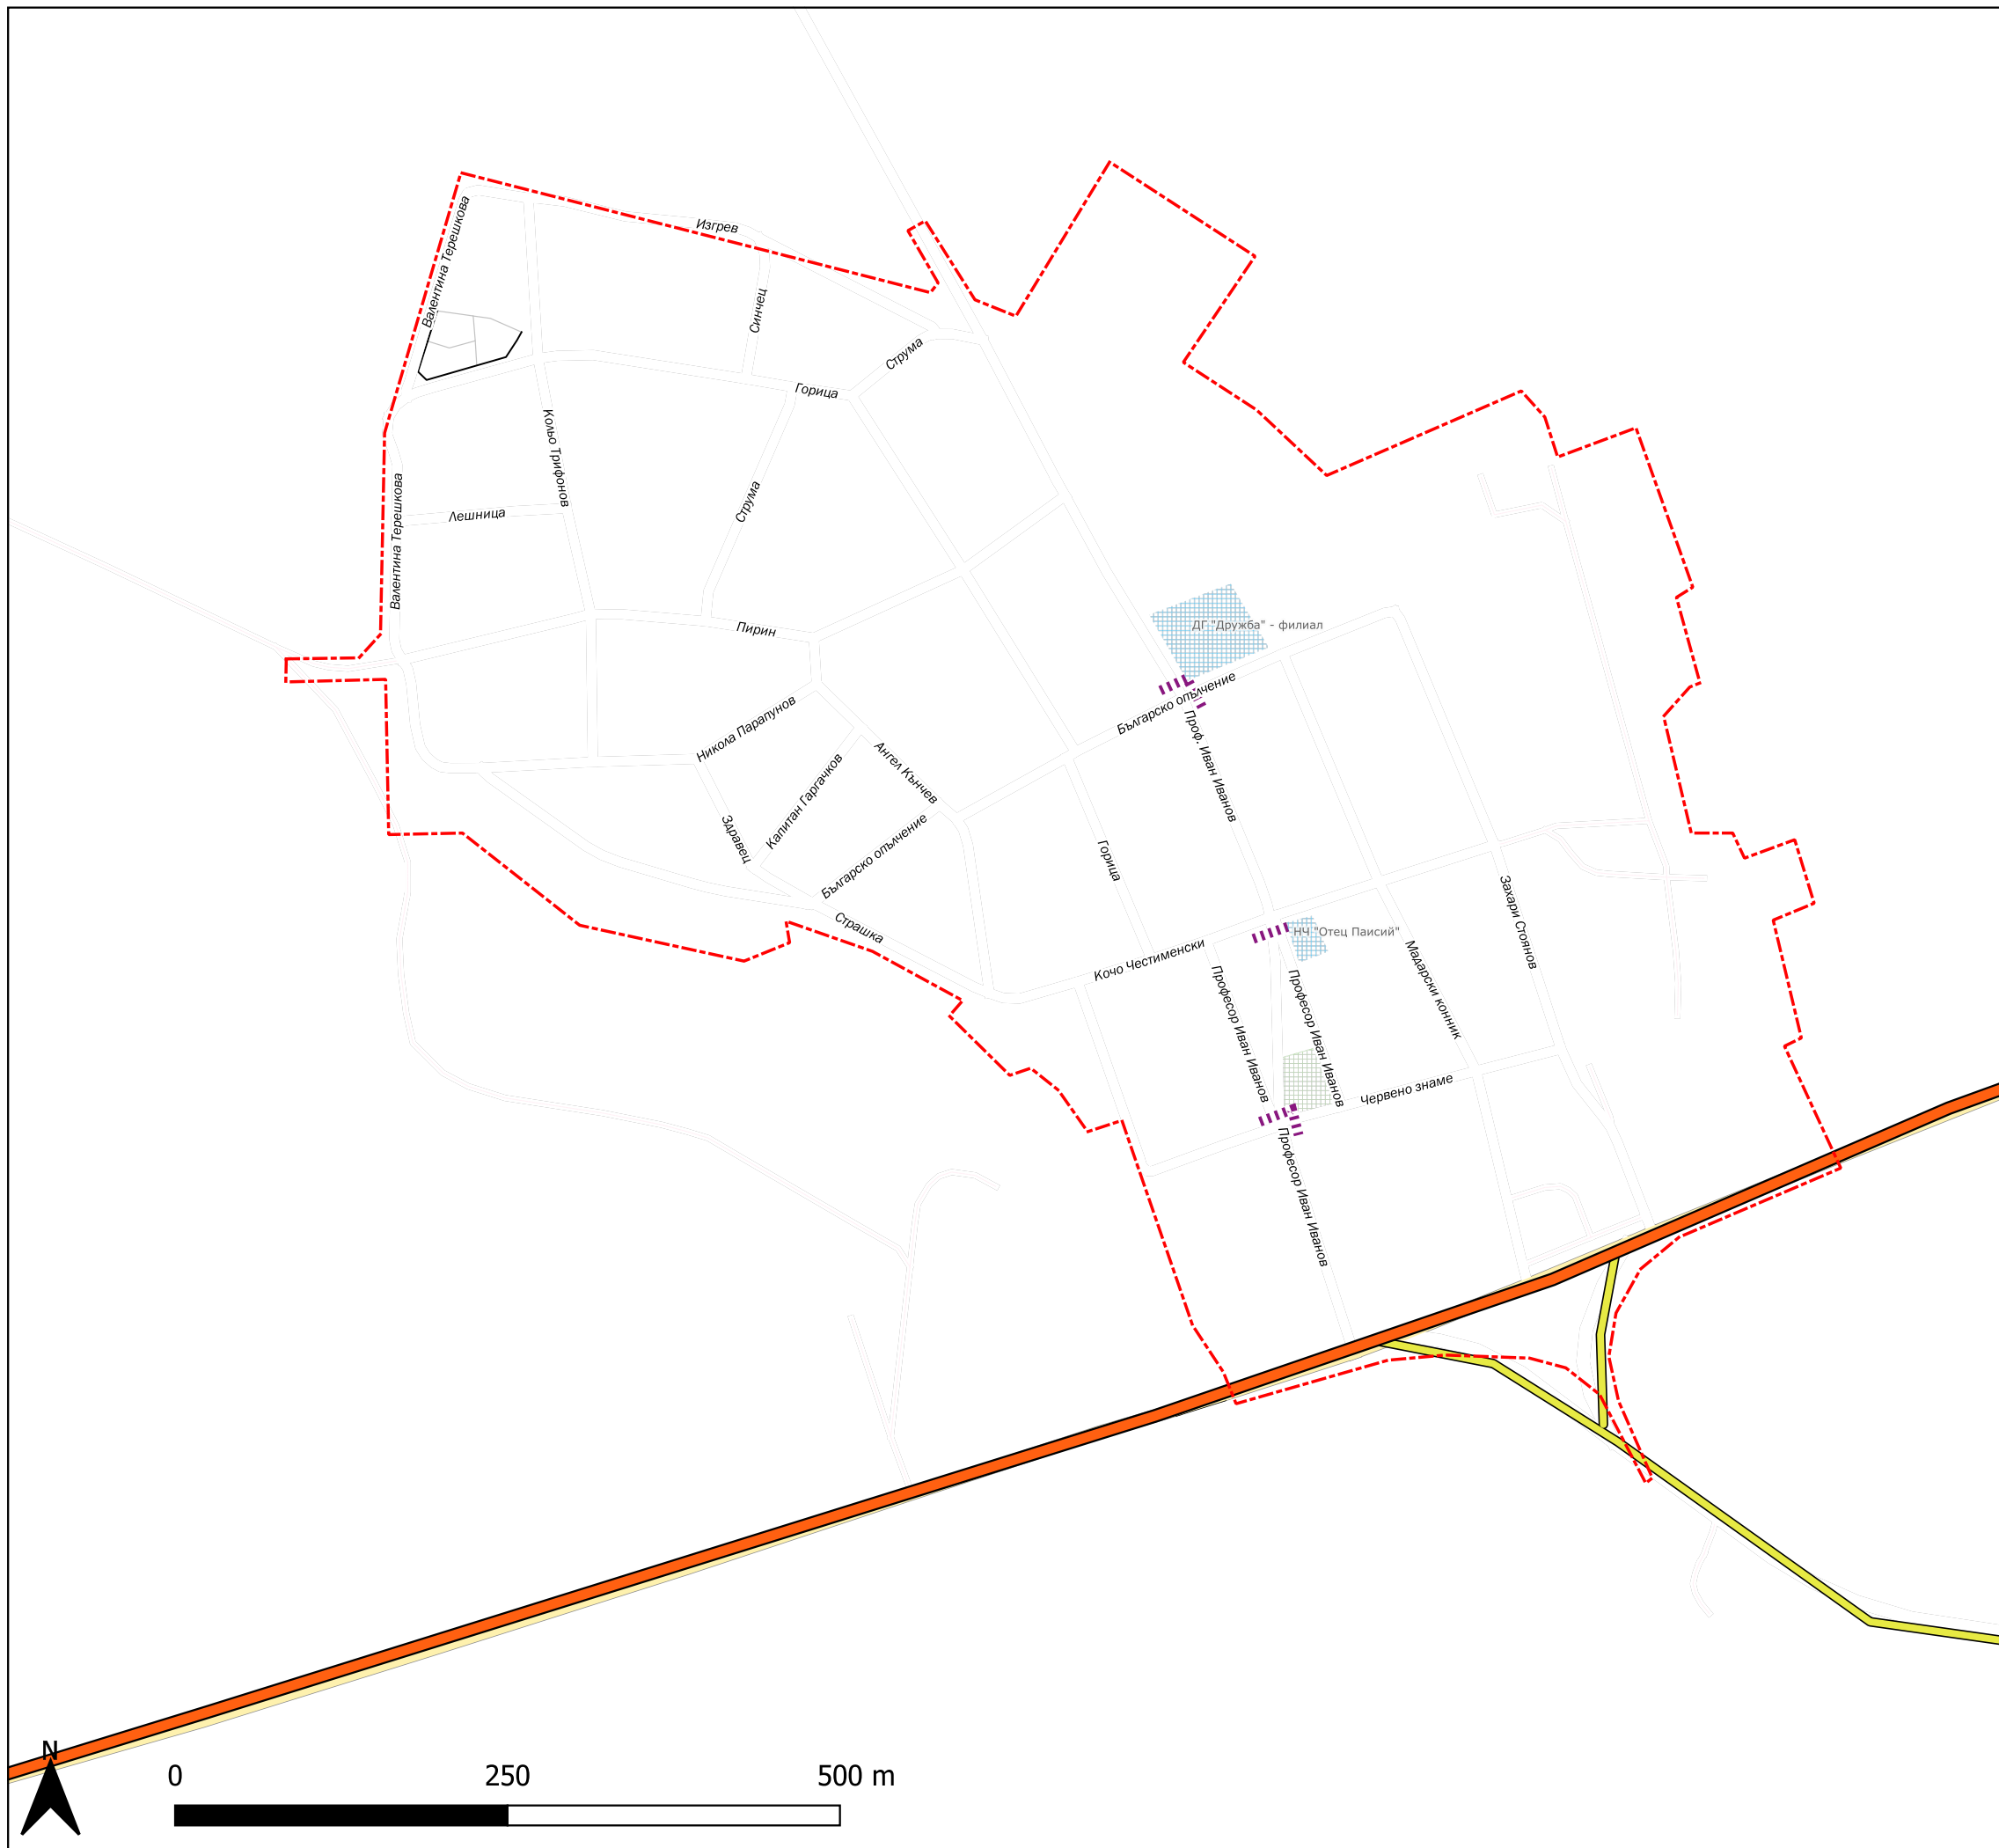 Валентина Терешкова
Изгрев
Синчец
Струма
Горица
Кольо Трифонов
Струма
Валентина Терешкова
Лешница
ДГ "Дружба" - филиал
Пирин
Българско опълчение
Никола Парапунов
Проф. Иван Иванов
Ангел Кънчев
Капитан Гаргачков
Здравец
Българско опълчение
Горица
Захари Стоянов
Страшка
НЧ "Отец Паисий"
Кочо Честименски
Мадарски конник
Професор Иван Иванов
Професор Иван Иванов
Червено знаме
Професор Иван Иванов
N
0 250 500 m